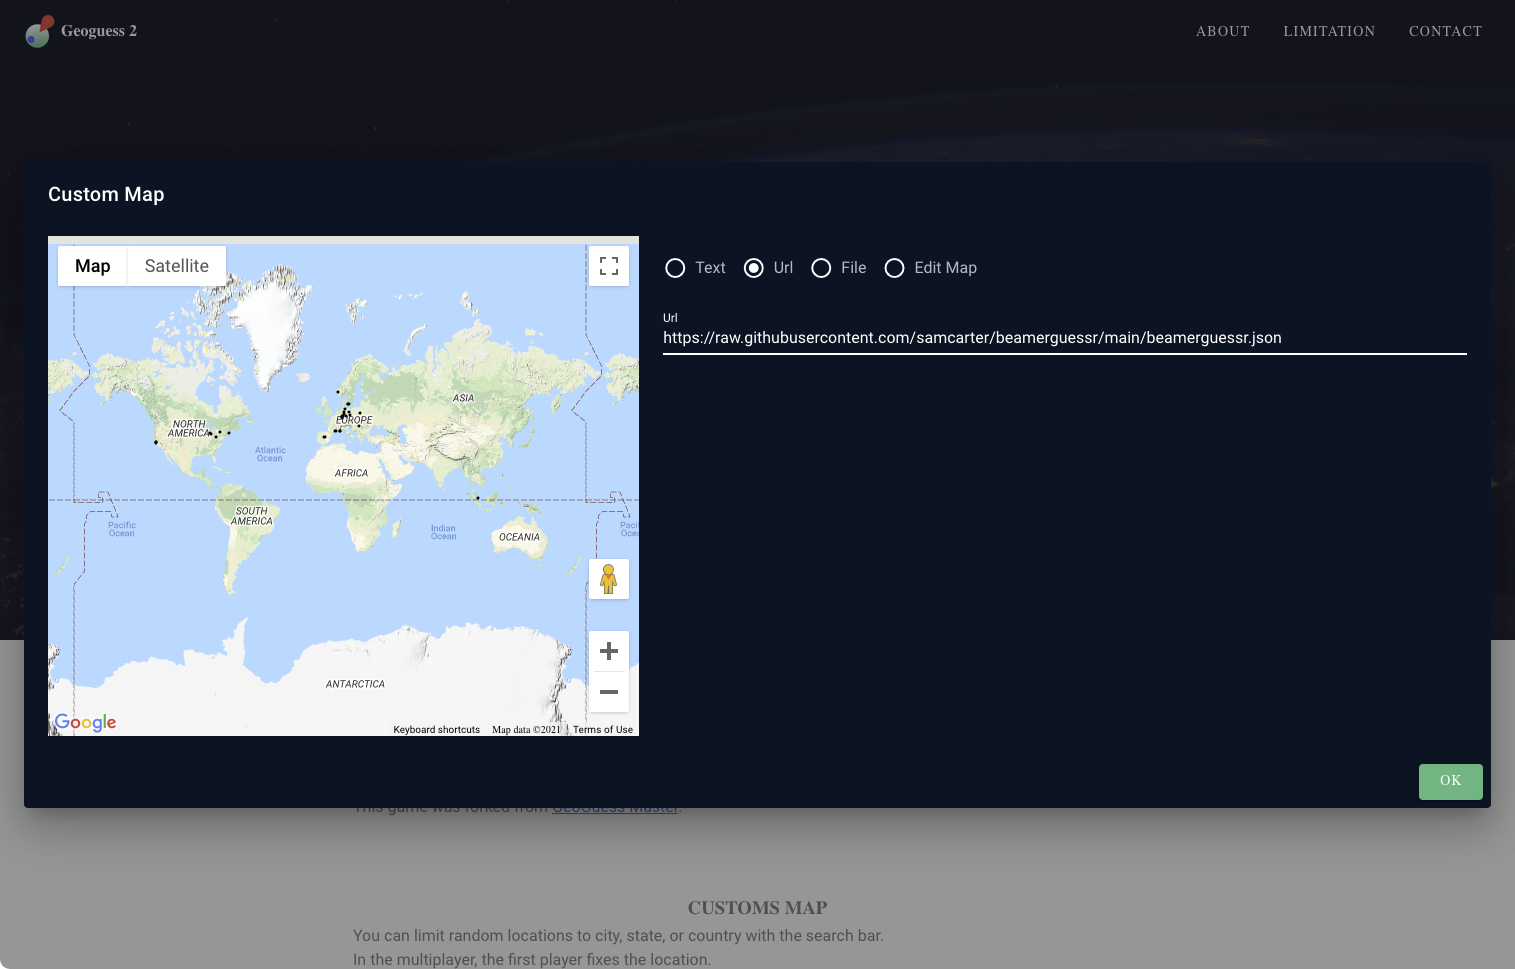 Geoguess 2
ABOUT
LIMITATION
CONTACT
Custom Map
Map
Satellite
Text
Url
File
Edit Map
Url
https://raw.githubusercontent.com/samcarter/beamerguessr/main/beamerguessr.json
ASIA
NORTH
AMERICA
EUROPE
Atlantic
Ocean
AFRICA
SOUTH
AMERICA
Pacific
Ocean
Indian
Ocean
OCEANIA
Pacif
Ocea
ANTARCTICA
Google
Keyboard shortcuts
Map data ©2021
Terms of Use
OK
This game was forked from GeoGuess Master.
CUSTOMS MAP
You can limit random locations to city, state, or country with the search bar.
In the multiplayer, the first player fixes the location.